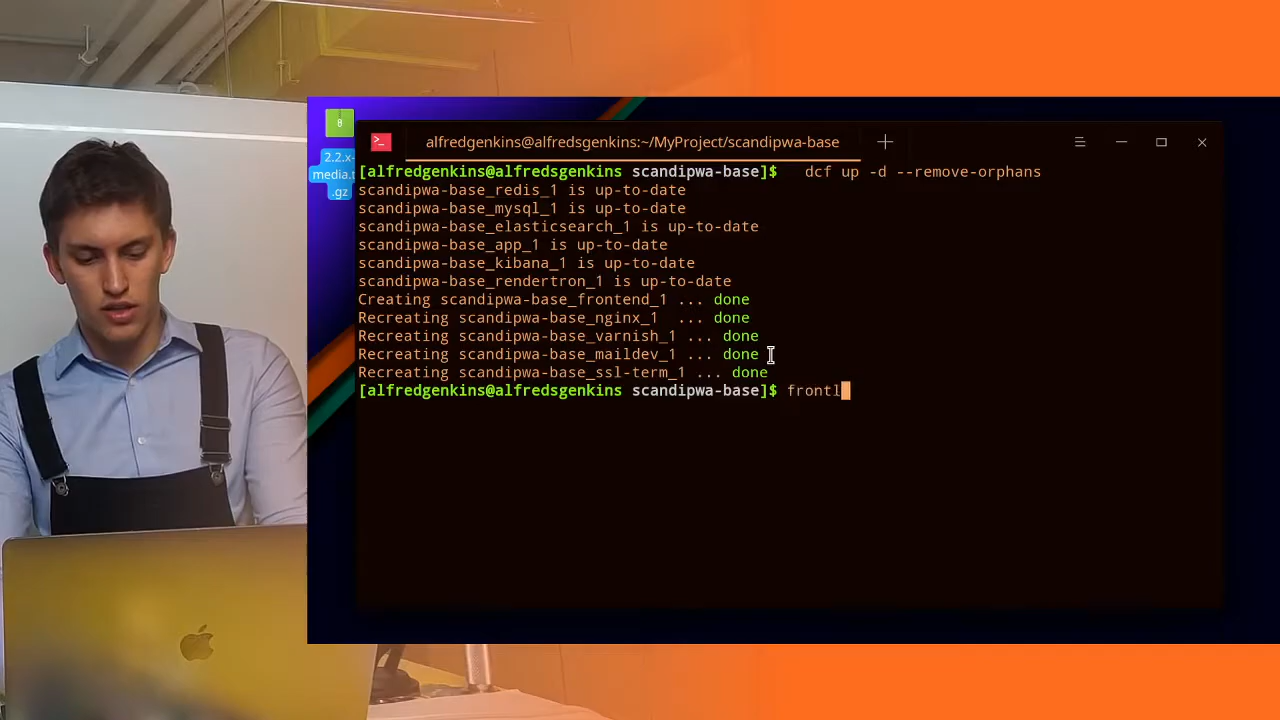 8
2.2.x-
media.t
.gz
alfredgenkins@alfredsgenkins:~/MyProject/scandipwa-base
[alfredgenkins@alfredsgenkins scandipwa-base]$ dcf up -d --remove-orphans
scandipwa-base_redis_1 is up-to-date
scandipwa-base_mysql_1 is up-to-date
scandipwa-base_elasticsearch_1 is up-to-date
scandipwa-base_app_1 is up-to-date
scandipwa-base_kibana_1 is up-to-date
scandipwa-base_rendertron_1 is up-to-date
Creating scandipwa-base_frontend_1 ... done
Recreating scandipwa-base_nginx_1 ... done
Recreating scandipwa-base_varnish_1 ... done
Recreating scandipwa-base_maildev_1 ... done
Recreating scandipwa-base_ssl-term_1 ... done
[alfredgenkins@alfredsgenkins scandipwa-base]$ frontl